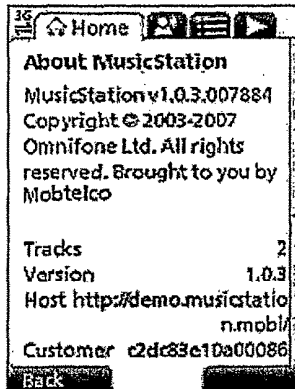 3G
Home
About MusicStation
MusicStation v1.0.3.007884
Copyright © 2003-2007
Omnifone Ltd. All rights
reserved. Brought to you by
Mobtelco
Tracks 2
Version 1.0.3
Host http://demo.musicstatio
n.mobi/
Customer c2dc83e10a00086
Back